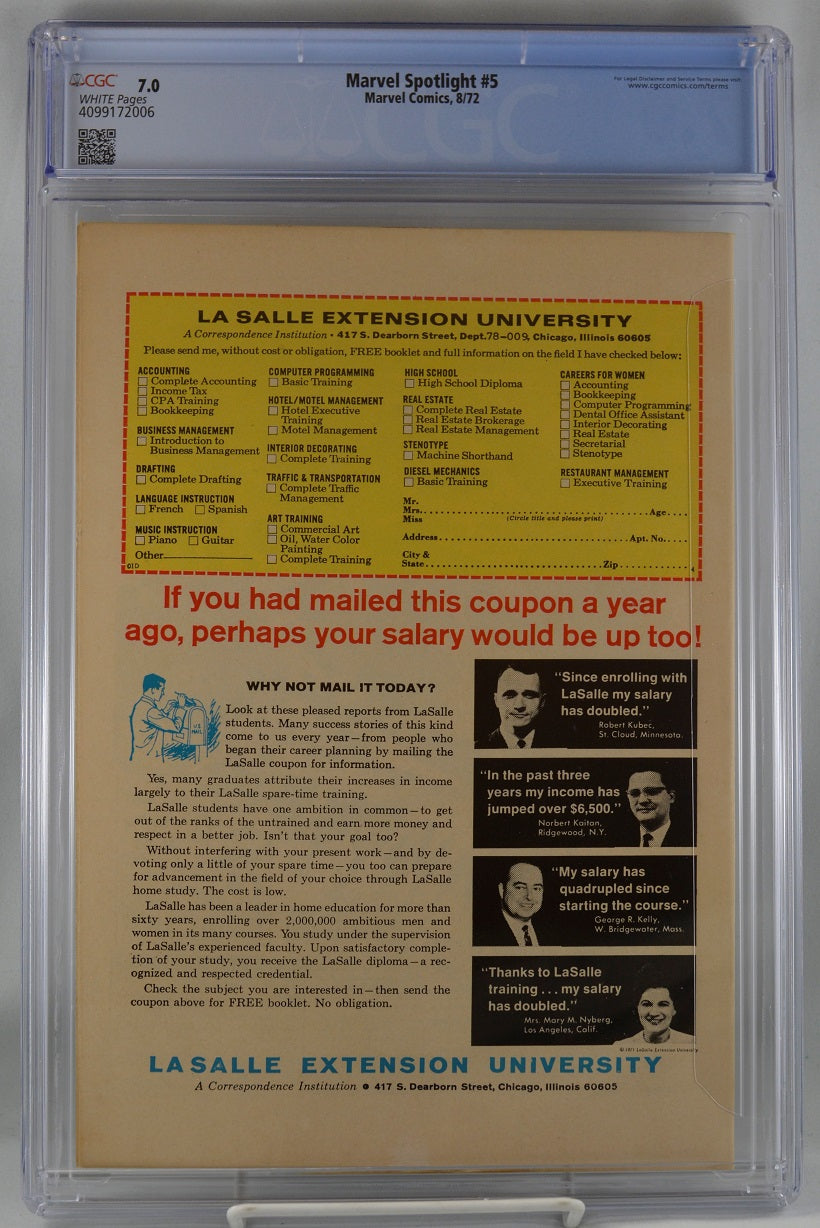 CGC 7.0
WHITE Pages
4099172006
Marvel Spotlight #5
Marvel Comics, 8/72
For Legal Disclaimer and Service Terms please visit
www.cgccomics.com/terms
CGC
LA SALLE EXTENSION UNIVERSITY
A Correspondence Institution • 417 S. Dearborn Street, Dept. 78-009, Chicago, Illinois 60605
Please send me, without cost or obligation, FREE booklet and full information on the field I have checked below:
ACCOUNTING
Complete Accounting
Income Tax
CPA Training
Bookkeeping
BUSINESS MANAGEMENT
Introduction to
Business Management
DRAFTING
Complete Drafting
LANGUAGE INSTRUCTION
French Spanish
MUSIC INSTRUCTION
Piano Guitar
Other
01D
COMPUTER PROGRAMMING
Basic Training
HOTEL/MOTEL MANAGEMENT
Hotel Executive
Training
Motel Management
INTERIOR DECORATING
Complete Training
TRAFFIC & TRANSPORTATION
Complete Traffic
Management
ART TRAINING
Commercial Art
Oil, Water Color
Painting
Complete Training
HIGH SCHOOL
High School Diploma
REAL ESTATE
Complete Real Estate
Real Estate Brokerage
Real Estate Management
STENOTYPE
Machine Shorthand
DIESEL MECHANICS
Basic Training
CAREERS FOR WOMEN
Accounting
Bookkeeping
Computer Programming
Dental Office Assistant
Interior Decorating
Real Estate
Secretarial
Stenotype
RESTAURANT MANAGEMENT
Executive Training
Mr.
Mrs. Age
Miss (Circle title and please print)
Address Apt. No.
City &
State Zip
If you had mailed this coupon a year
ago, perhaps your salary would be up too!
U.S.
MAIL
WHY NOT MAIL IT TODAY?
Look at these pleased reports from LaSalle
students. Many success stories of this kind
come to us every year—from people who
began their career planning by mailing the
LaSalle coupon for information.
Yes, many graduates attribute their increases in income
largely to their LaSalle spare-time training.
LaSalle students have one ambition in common—to get
out of the ranks of the untrained and earn more money and
respect in a better job. Isn't that your goal too?
Without interfering with your present work—and by de-
voting only a little of your spare time—you too can prepare
for advancement in the field of your choice through LaSalle
home study. The cost is low.
LaSalle has been a leader in home education for more than
sixty years, enrolling over 2,000,000 ambitious men and
women in its many courses. You study under the supervision
of LaSalle's experienced faculty. Upon satisfactory comple-
tion of your study, you receive the LaSalle diploma—a rec-
ognized and respected credential.
Check the subject you are interested in—then send the
coupon above for FREE booklet. No obligation.
"Since enrolling with
LaSalle my salary
has doubled."
Robert Kubec,
St. Cloud, Minnesota.
"In the past three
years my income has
jumped over $6,500."
Norbert Kaitan,
Ridgewood, N.Y.
"My salary has
quadrupled since
starting the course."
George R. Kelly,
W. Bridgewater, Mass.
"Thanks to LaSalle
training . . . my salary
has doubled."
Mrs. Mary M. Nyberg,
Los Angeles, Calif.
© 1971 LaSalle Extension University
LA SALLE EXTENSION UNIVERSITY
A Correspondence Institution ● 417 S. Dearborn Street, Chicago, Illinois 60605